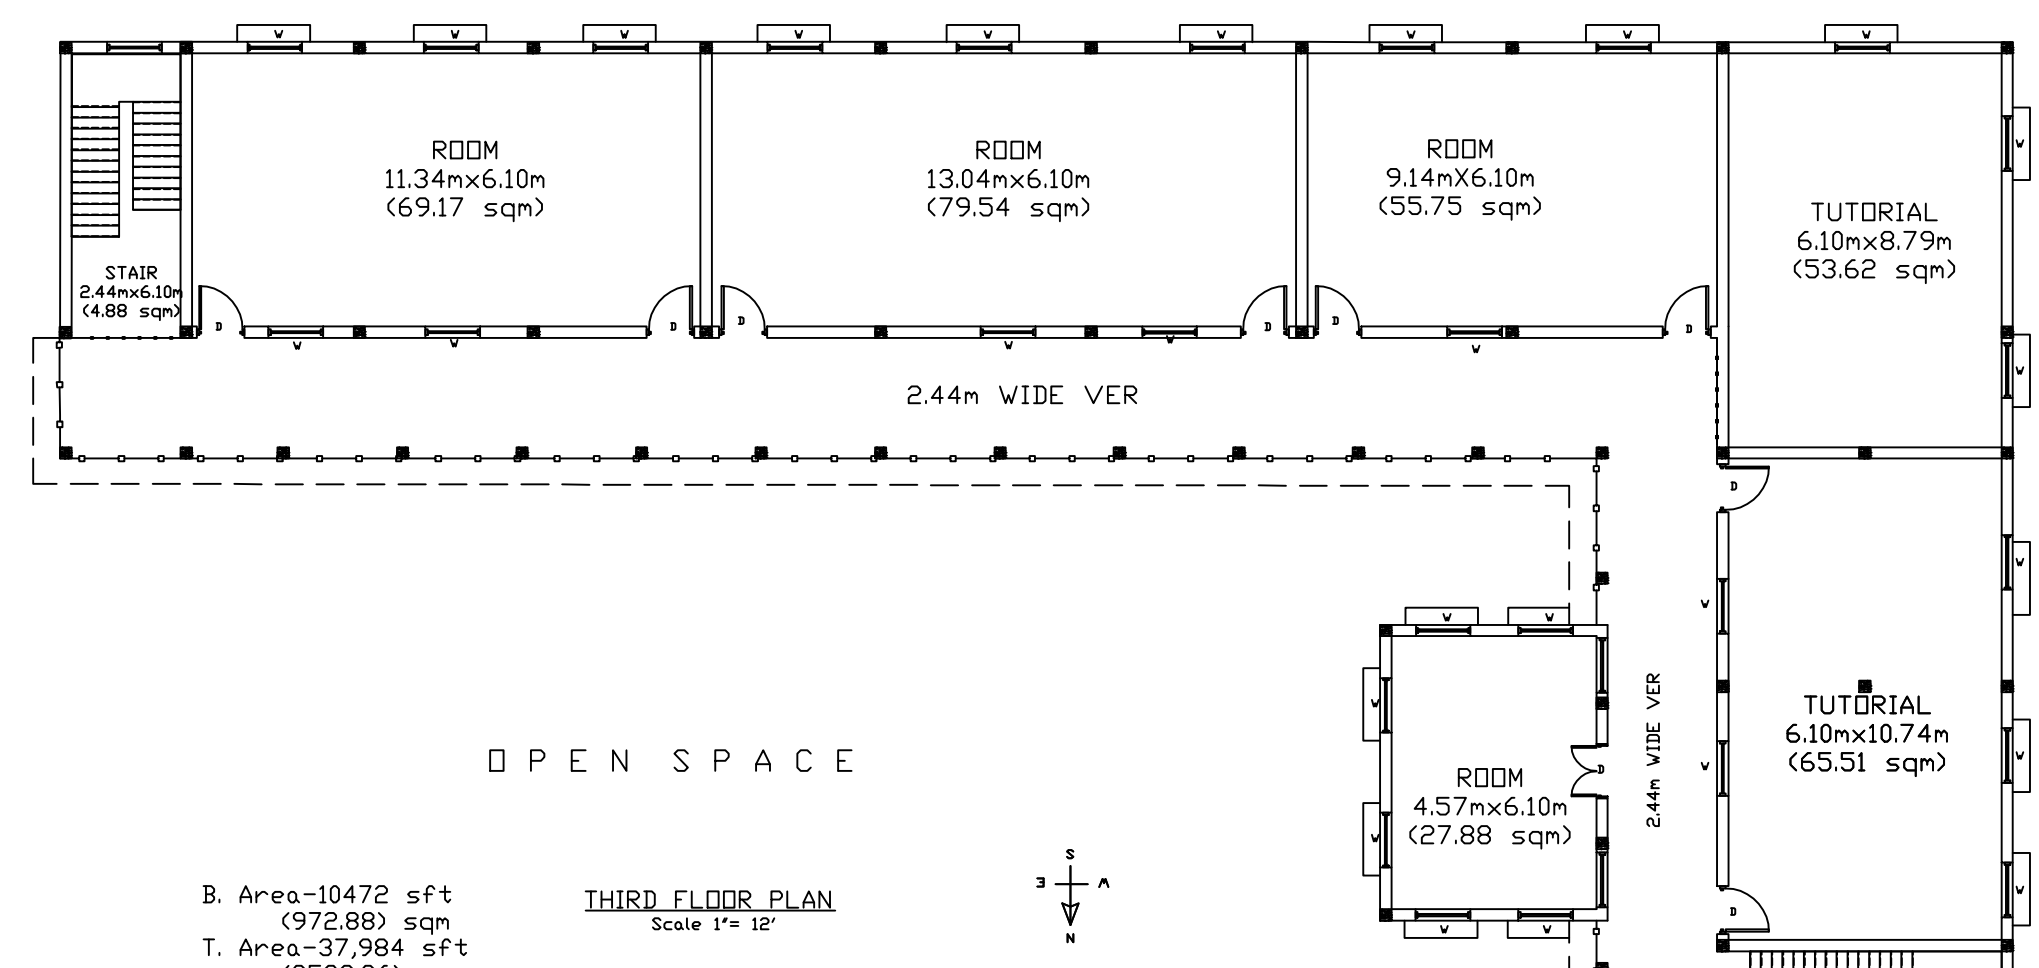 W W W W W W W W W
ROOM
11.34mx6.10m
(69.17 sqm)
ROOM
13.04mx6.10m
(79.54 sqm)
ROOM
9.14mX6.10m
(55.75 sqm)
W
TUTORIAL
6.10mx8.79m
(53.62 sqm)
STAIR
2.44mx6.10m
(4.88 sqm)
D D D D D D
W W W W W
W
2.44m WIDE VER
D
W
W
W W
TUTORIAL
6.10mx10.74m
(65.51 sqm)
W
W
W
OPEN SPACE
2.44m WIDE VER
D
ROOM
4.57mx6.10m
(27.88 sqm)
W
W
D
W W
S
E W
N
B. Area-10472 sft
(972.88) sqm
T. Area-37,984 sft
THIRD FLOOR PLAN
Scale 1"= 12'